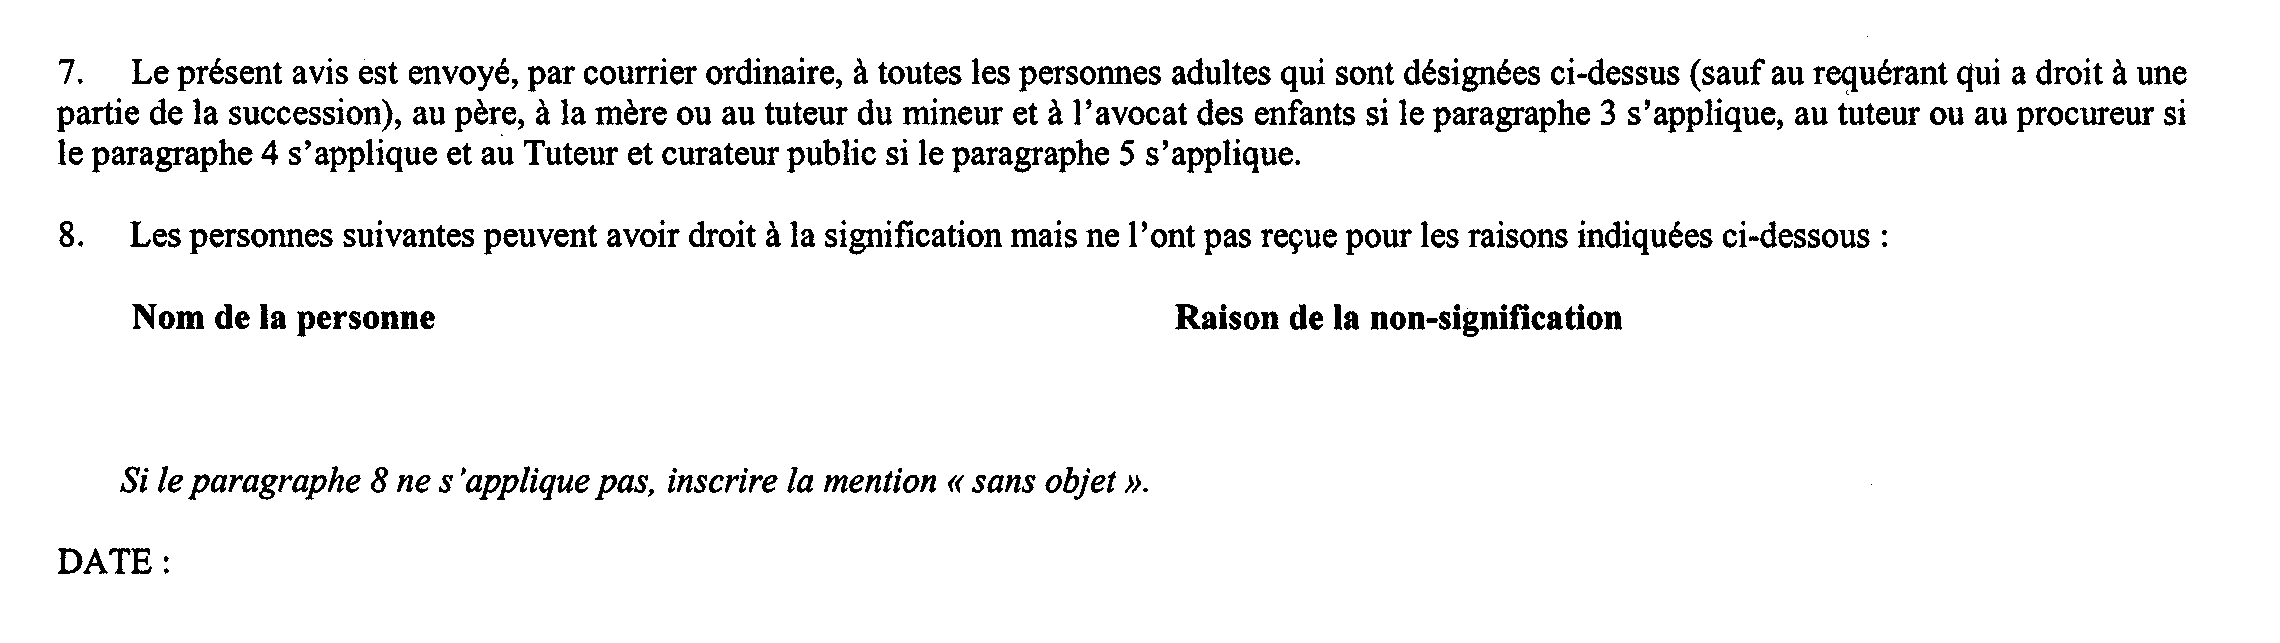 7. Le présent avis est envoyé, par courrier ordinaire, à toutes les personnes adultes qui sont désignées ci-dessus (sauf au requérant qui a droit à une
partie de la succession), au père, à la mère ou au tuteur du mineur et à l’avocat des enfants si le paragraphe 3 s’applique, au tuteur ou au procureur si
le paragraphe 4 s’applique et au Tuteur et curateur public si le paragraphe 5 s’applique.
8. Les personnes suivantes peuvent avoir droit à la signification mais ne l’ont pas reçue pour les raisons indiquées ci-dessous :
Nom de la personne Raison de la non-signification
Si le paragraphe 8 ne s’applique pas, inscrire la mention « sans objet ».
DATE :